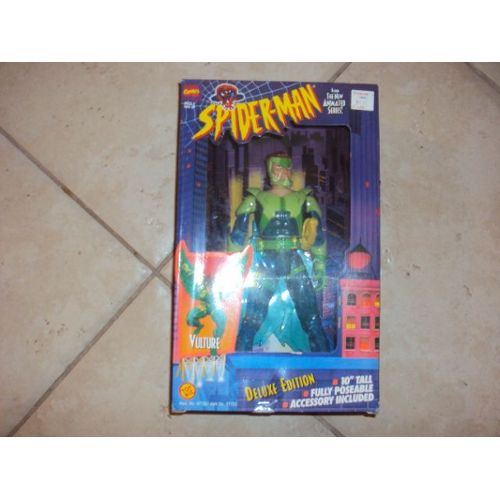 SPIDER-MAN
FROM
THE NEW
ANIMATED
SERIES!
VULTURE
DELUXE EDITION
10" TALL
FULLY POSEABLE
ACCESSORY INCLUDED